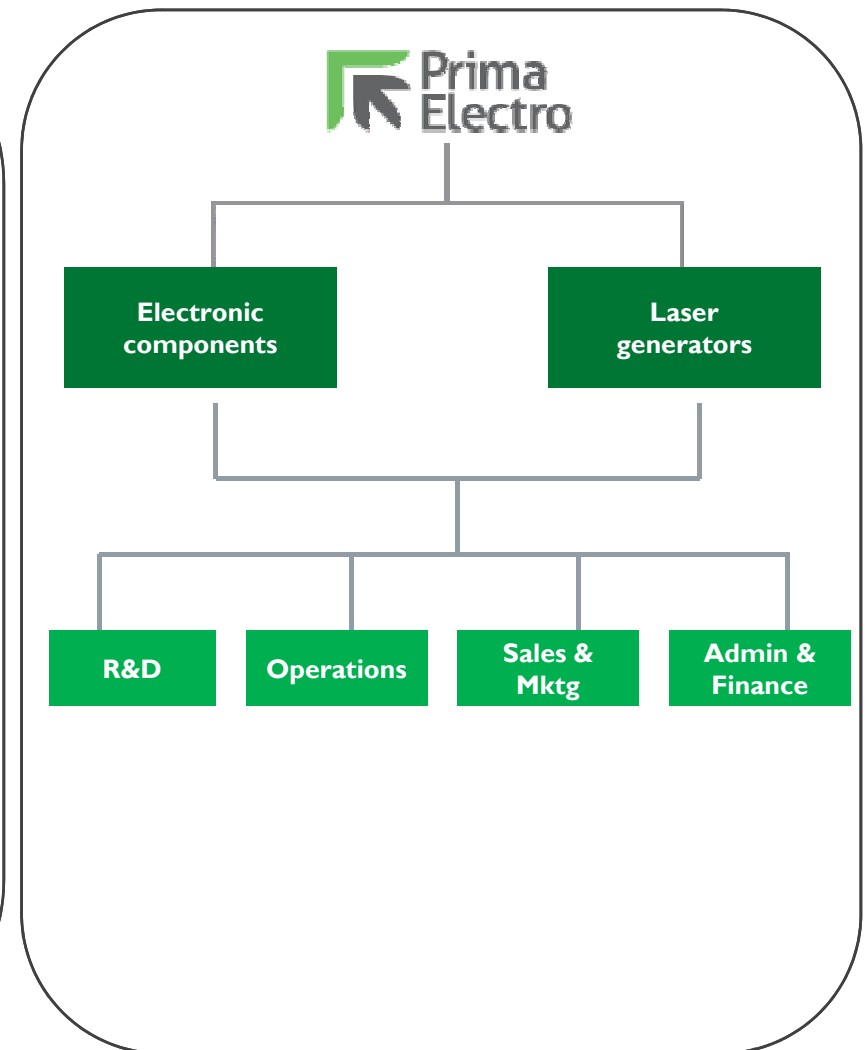 Prima
Electro
Electronic
components
Laser
generators
R&D
Operations
Sales &
Mktg
Admin &
Finance